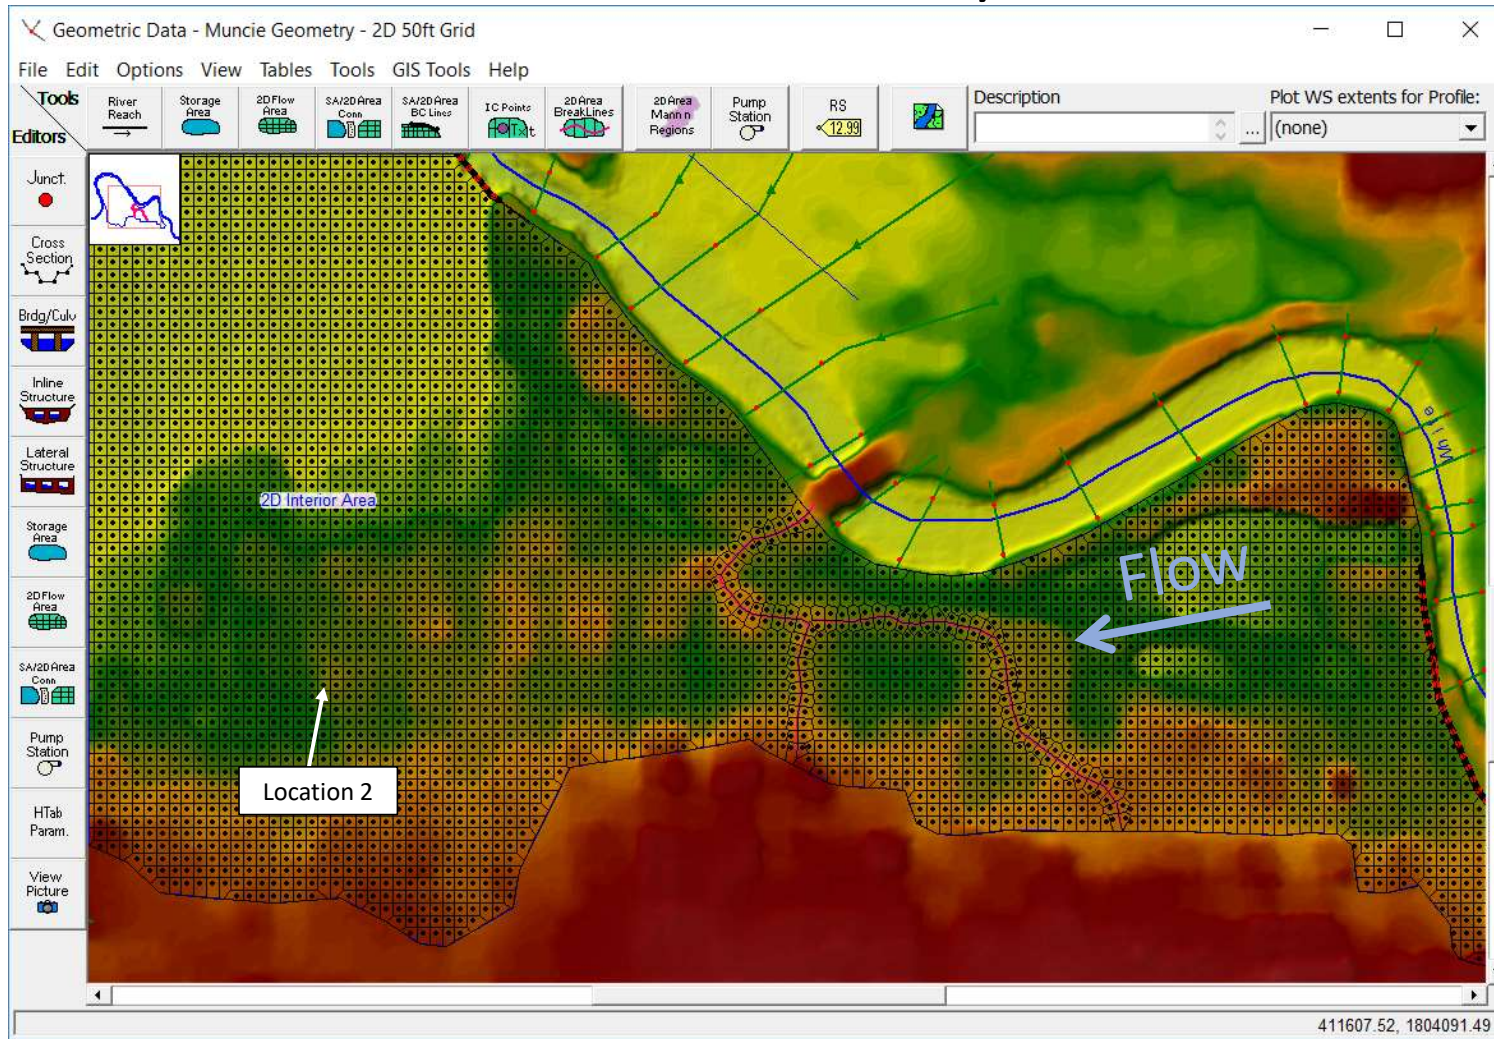 Geometric Data - Muncie Geometry - 2D 50ft Grid
File Edit Options View Tables Tools GIS Tools Help
Tools
Editors
River
Reach
Storage
Area
2D Flow
Area
SA/2D Area
Conn
SA/2D Area
BC Lines
IC Points
2D Area
BreakLines
2D Area
Mann n
Regions
Pump
Station
RS
12.99
Description
...
Plot WS extents for Profile:
(none)
Junct.
Cross
Section
Brdg/Culv
Inline
Structure
Lateral
Structure
Storage
Area
2D Flow
Area
SA/2D Area
Conn
Pump
Station
HTab
Param.
View
Picture
2D Interior Area
White
Flow
Location 2
411607.52, 1804091.49